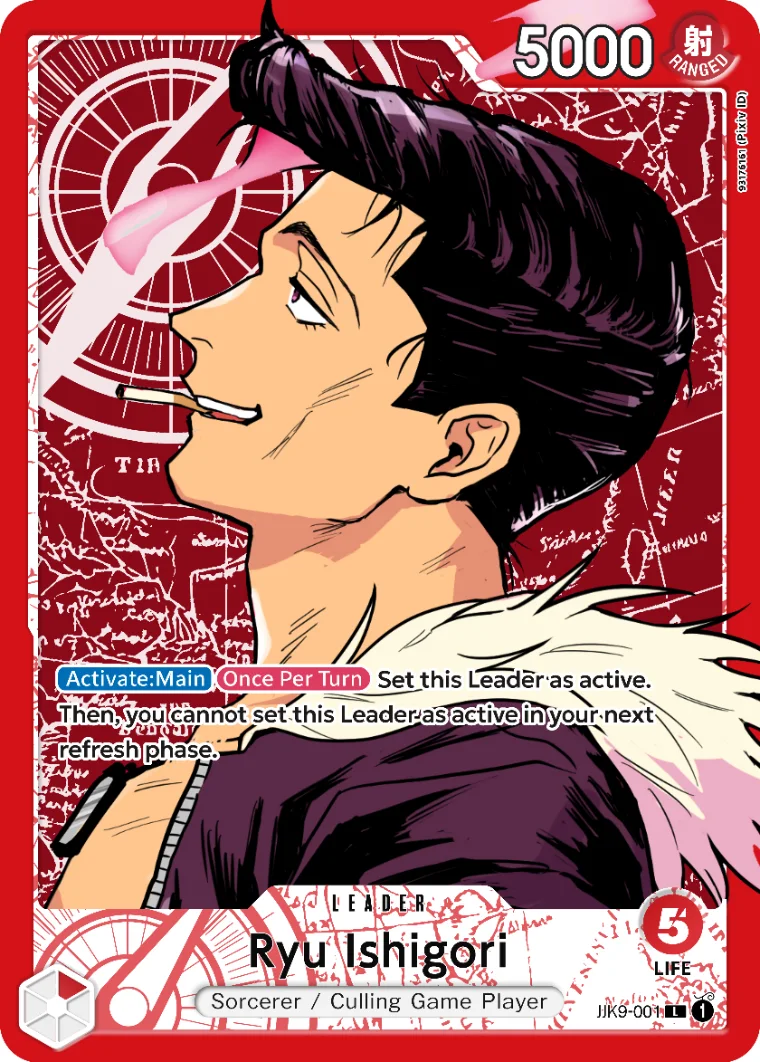 5000
射
RANGED
93176161 (Pixiv ID)
Activate:Main Once Per Turn Set this Leader as active.
Then, you cannot set this Leader as active in your next
refresh phase.
LEADER
Ryu Ishigori
Sorcerer / Culling Game Player
5
LIFE
JJK9-001 L 1